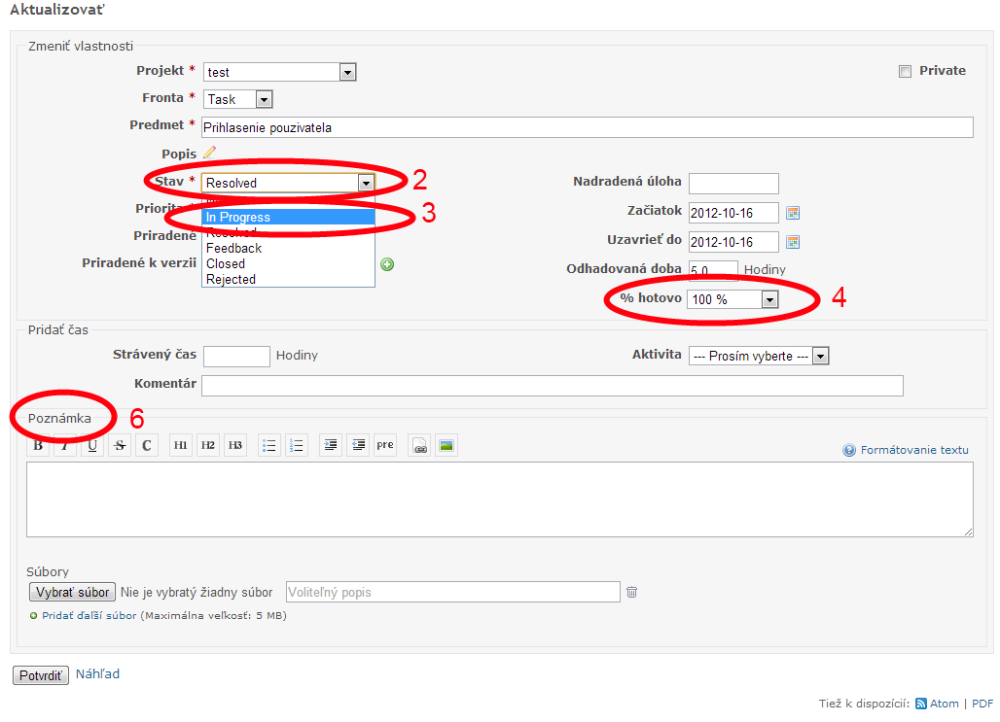 Aktualizovať
Zmeniť vlastnosti
Projekt * test
Private
Fronta * Task
Predmet * Prihlasenie pouzivatela
Popis
Stav * Resolved 2
In Progress 3
Resolved
Feedback
Closed
Rejected
Priorita
Priradené
Priradené k verzii
Nadradená úloha
Začiatok 2012-10-16
Uzavrieť do 2012-10-16
Odhadovaná doba 5.0 Hodiny
% hotovo 100 % 4
Pridať čas
Strávený čas Hodiny
Aktivita --- Prosím vyberte ---
Komentár
Poznámka 6
B I U S C H1 H2 H3 pre
Formátovanie textu
Súbory
Vybrať súbor Nie je vybratý žiadny súbor Voliteľný popis
Pridať ďalší súbor (Maximálna veľkosť: 5 MB)
Potvrdiť Náhľad
Tiež k dispozícii: Atom | PDF